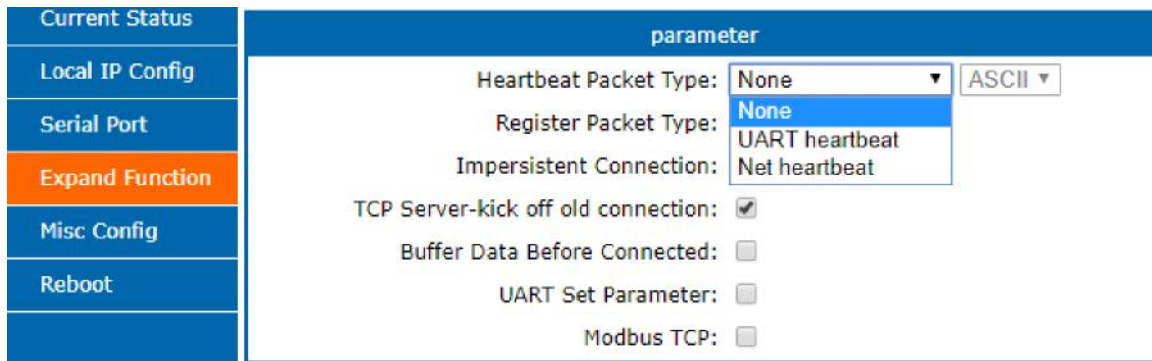 Current Status
Local IP Config
Serial Port
Expand Function
Misc Config
Reboot
parameter
Heartbeat Packet Type: None ASCII
None
UART heartbeat
Net heartbeat
Register Packet Type:
Impersistent Connection:
TCP Server-kick off old connection:
Buffer Data Before Connected:
UART Set Parameter:
Modbus TCP: